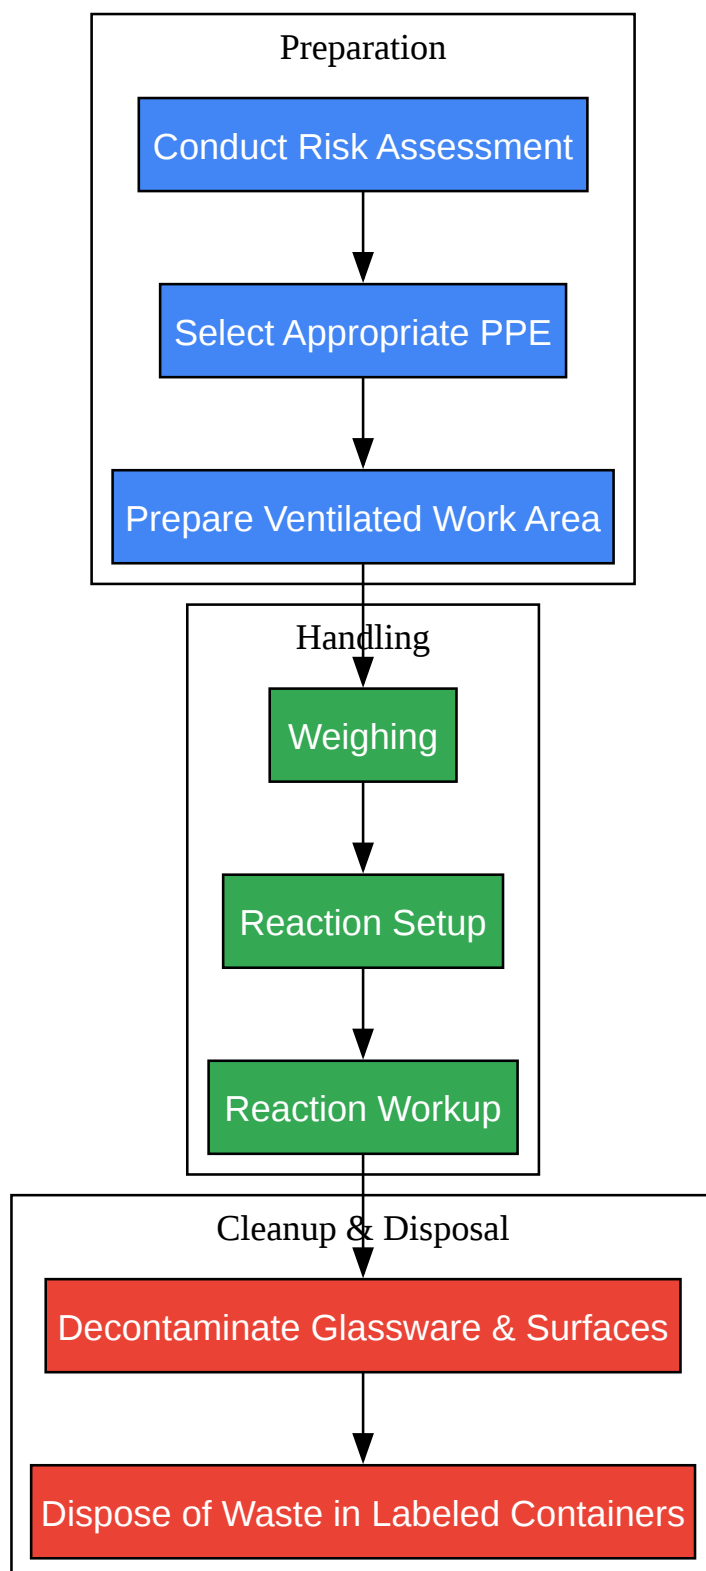 Preparation
Conduct Risk Assessment
Select Appropriate PPE
Prepare Ventilated Work Area
Handling
Weighing
Reaction Setup
Reaction Workup
Cleanup & Disposal
Decontaminate Glassware & Surfaces
Dispose of Waste in Labeled Containers